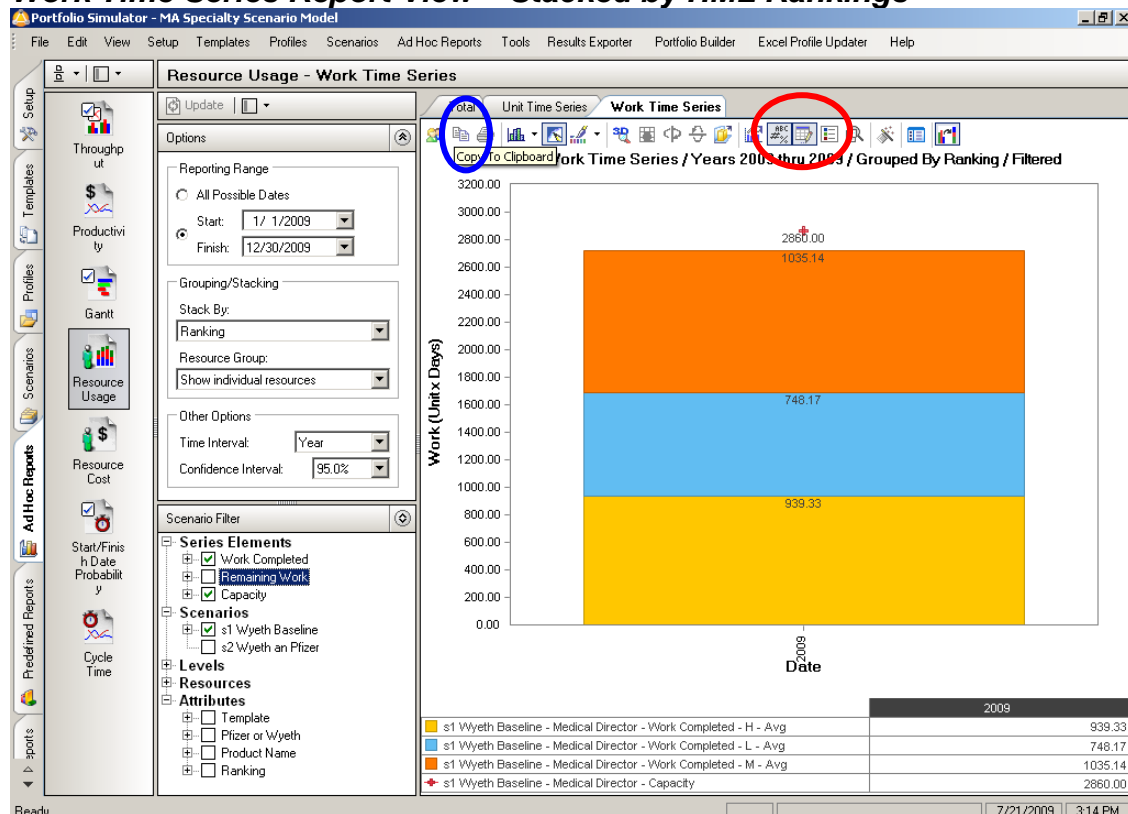 Work Time Series Report View – Stacked by HML Rankings
Portfolio Simulator - MA Specialty Scenario Model
File Edit View Setup Templates Profiles Scenarios Ad Hoc Reports Tools Results Exporter Portfolio Builder Excel Profile Updater Help
Resource Usage - Work Time Series
Setup
Templates
Profiles
Scenarios
Ad Hoc Reports
Predefined Reports
eports
Throughp
ut
Productivi
ty
Gantt
Resource
Usage
Resource
Cost
Start/Finis
h Date
Probabilit
y
Cycle
Time
Update
Options
Reporting Range
All Possible Dates
Start: 1/ 1/2009
Finish: 12/30/2009
Grouping/Stacking
Stack By:
Ranking
Resource Group:
Show individual resources
Other Options
Time Interval: Year
Confidence Interval: 95.0%
Scenario Filter
Series Elements
Work Completed
Remaining Work
Capacity
Scenarios
s1 Wyeth Baseline
s2 Wyeth an Pfizer
Levels
Resources
Attributes
Template
Pfizer or Wyeth
Product Name
Ranking
Total Unit Time Series Work Time Series
ABC
#%
3D
Copy To Clipboard
Work Time Series / Years 2009 thru 2009 / Grouped By Ranking / Filtered
Work (Unit x Days)
3200.00
3000.00
2800.00
2600.00
2400.00
2200.00
2000.00
1800.00
1600.00
1400.00
1200.00
1000.00
800.00
600.00
400.00
200.00
0.00
2860.00
1035.14
748.17
939.33
2009
Date
2009
s1 Wyeth Baseline - Medical Director - Work Completed - H - Avg 939.33
s1 Wyeth Baseline - Medical Director - Work Completed - L - Avg 748.17
s1 Wyeth Baseline - Medical Director - Work Completed - M - Avg 1035.14
s1 Wyeth Baseline - Medical Director - Capacity 2860.00
Ready
7/21/2009 3:14 PM